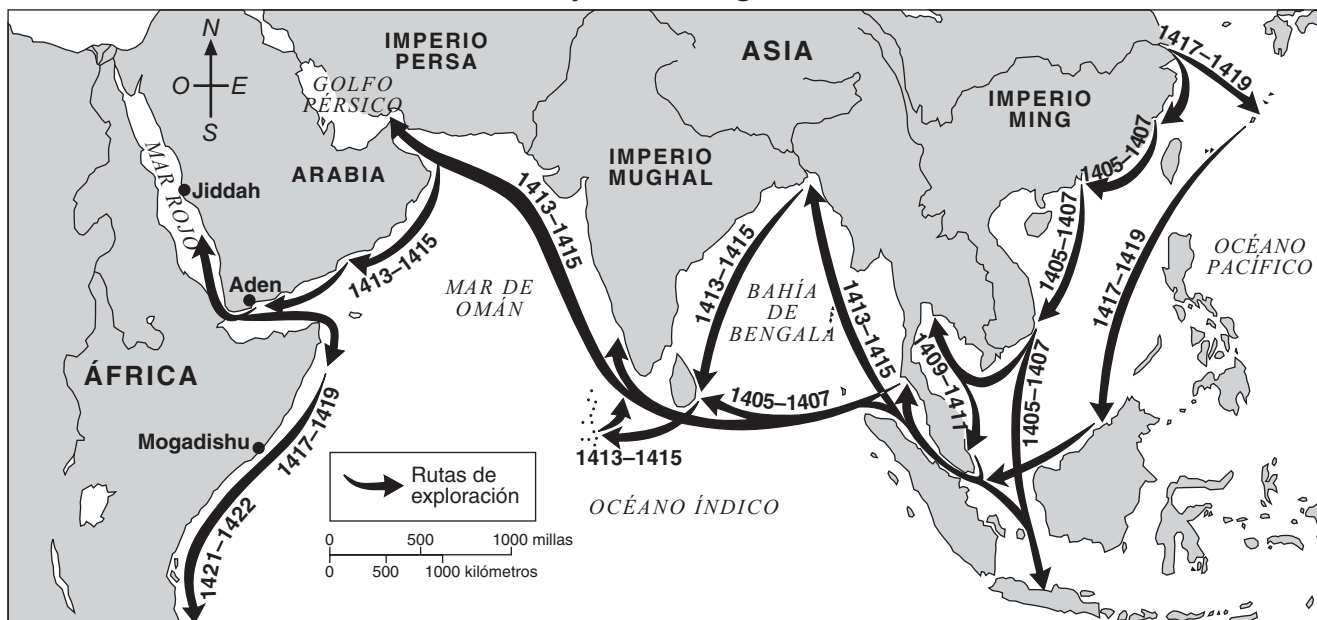 N
O
E
S
IMPERIO
PERSA
ASIA
GOLFO
PÉRSICO
IMPERIO
MING
1417–1419
MAR ROJO
Jiddah
ARABIA
IMPERIO
MUGHAL
1405–1407
1413–1415
1413–1415
1413–1415
1405–1407
1417–1419
OCÉANO
PACÍFICO
Aden
MAR DE
OMÁN
BAHÍA
DE
BENGALA
1413–1415
1409–1411
1405–1407
ÁFRICA
1405–1407
Mogadishu
1417–1419
1413–1415
1421–1422
Rutas de
exploración
OCÉANO ÍNDICO
0 500 1000 millas
0 500 1000 kilómetros